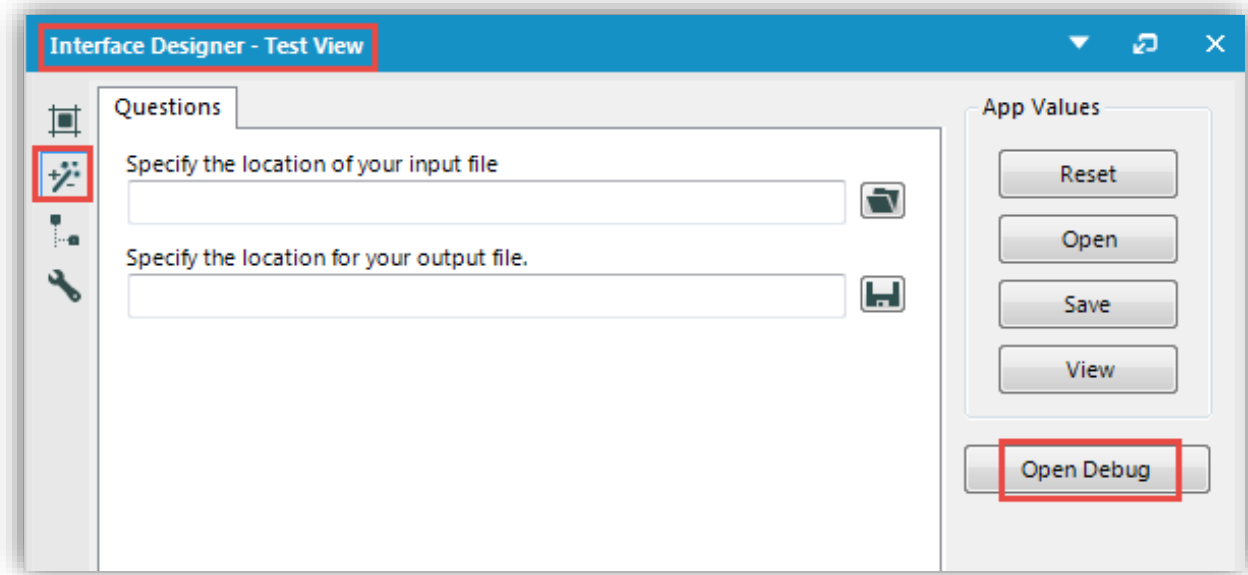 Interface Designer - Test View
Questions
Specify the location of your input file
Specify the location for your output file.
App Values
Reset
Open
Save
View
Open Debug